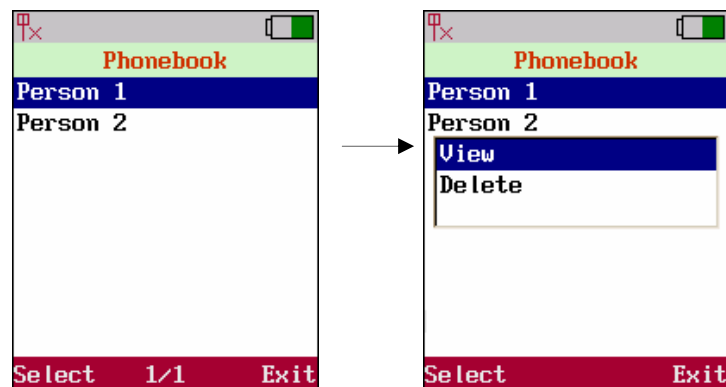 Phonebook
Person 1
Person 2
Select 1/1 Exit
Phonebook
Person 1
Person 2
View
Delete
Select Exit